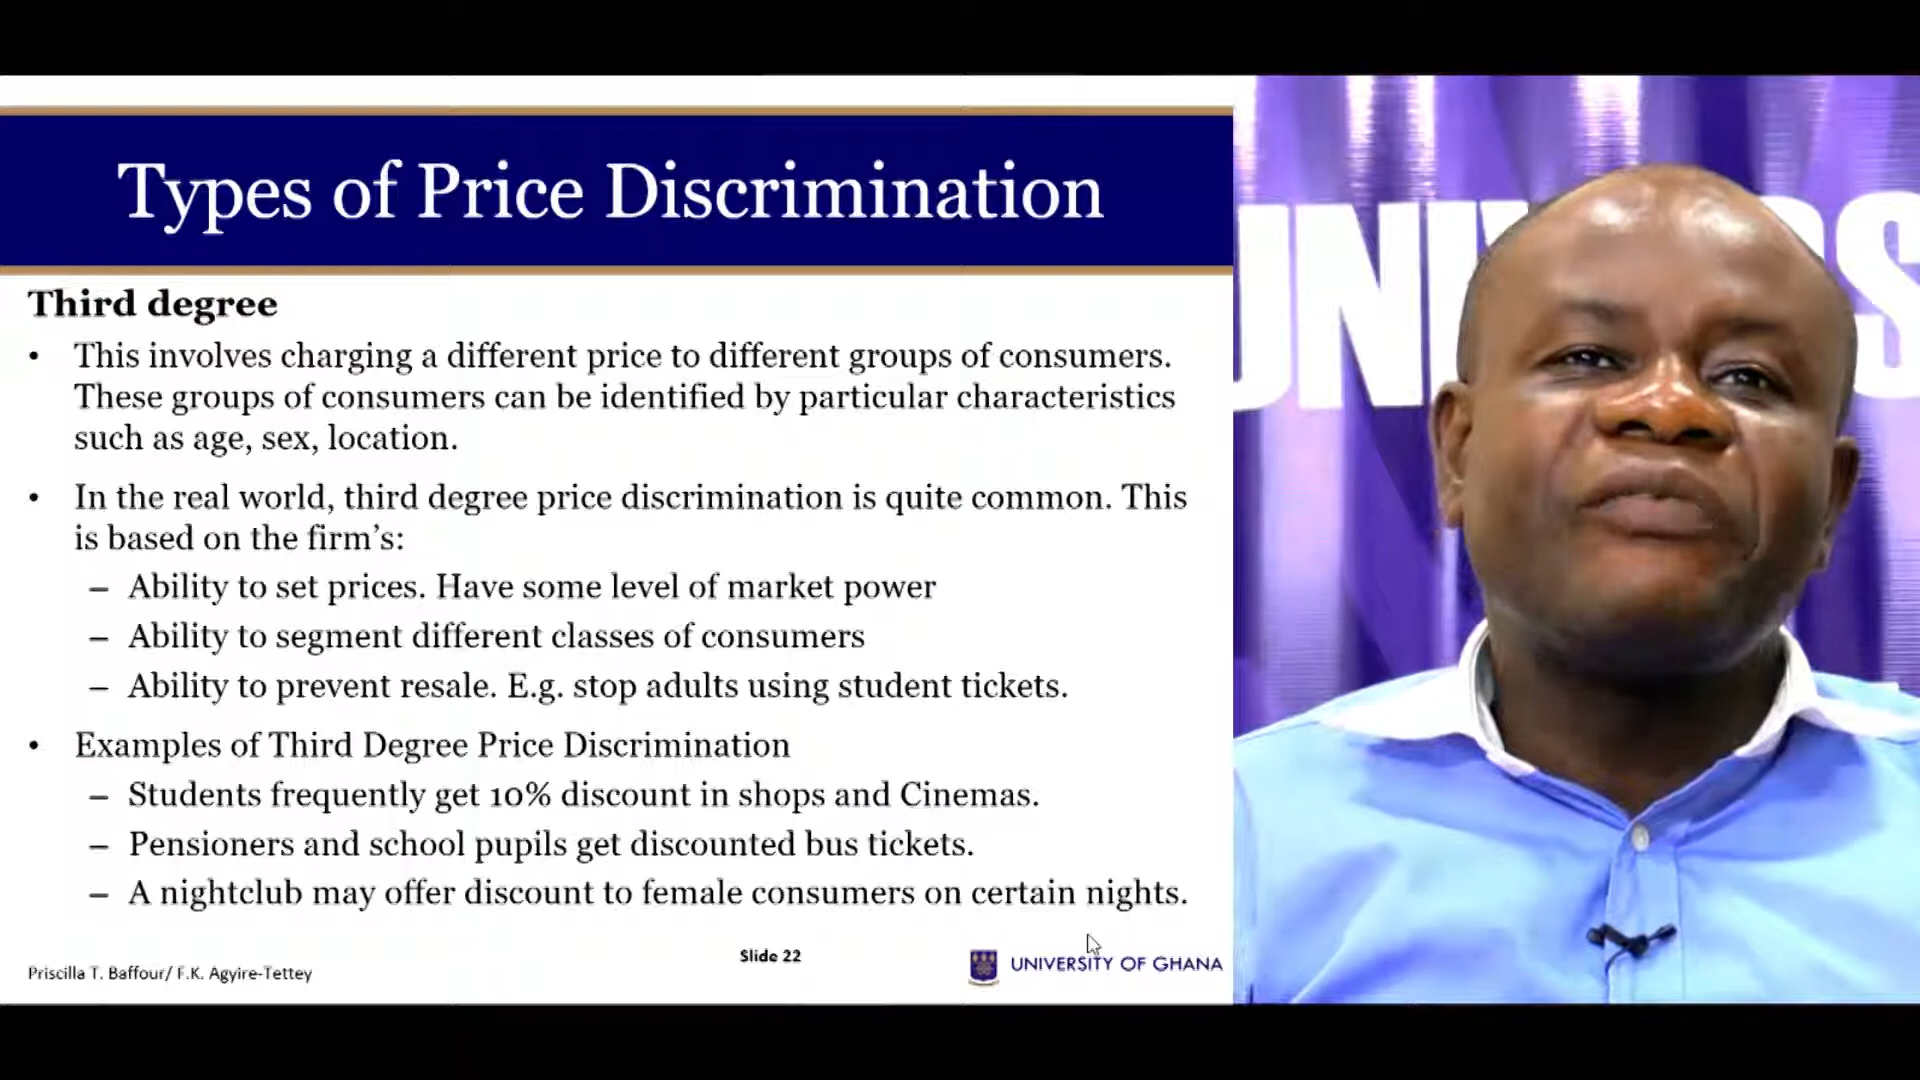 Types of Price Discrimination
Third degree
• This involves charging a different price to different groups of consumers.
These groups of consumers can be identified by particular characteristics
such as age, sex, location.
• In the real world, third degree price discrimination is quite common. This
is based on the firm's:
– Ability to set prices. Have some level of market power
– Ability to segment different classes of consumers
– Ability to prevent resale. E.g. stop adults using student tickets.
• Examples of Third Degree Price Discrimination
– Students frequently get 10% discount in shops and Cinemas.
– Pensioners and school pupils get discounted bus tickets.
– A nightclub may offer discount to female consumers on certain nights.
Priscilla T. Baffour/ F.K. Agyire-Tettey
Slide 22
UNIVERSITY OF GHANA